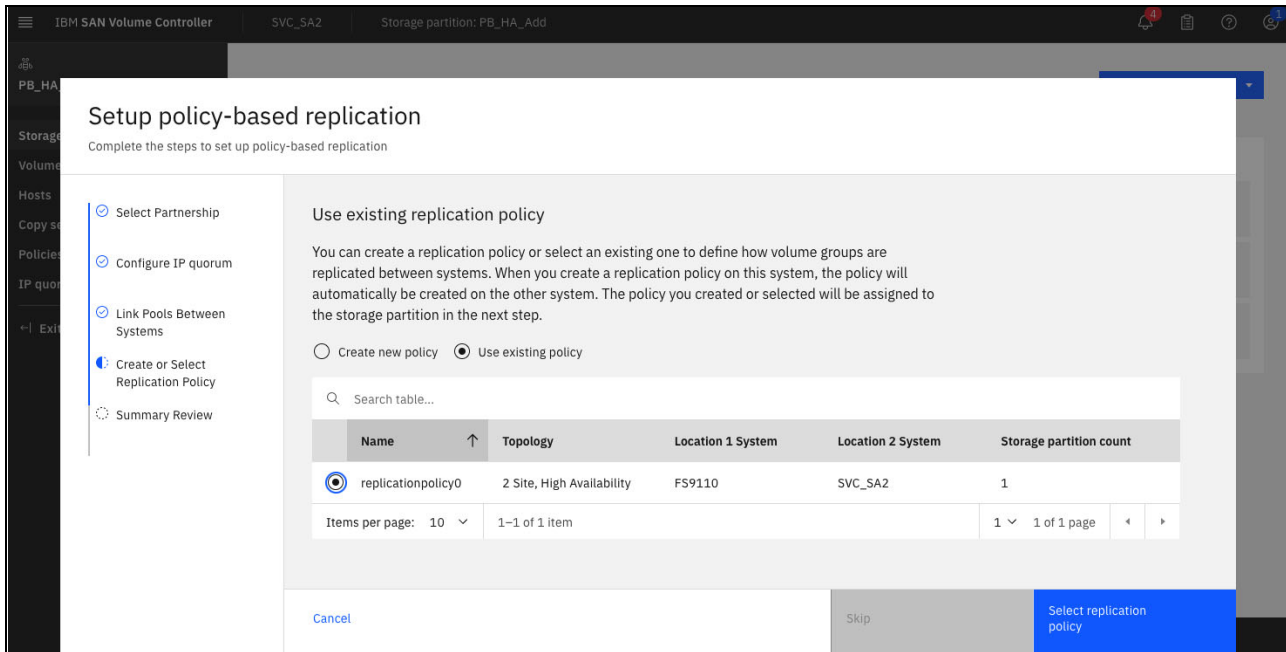 IBM SAN Volume Controller SVC_SA2 Storage partition: PB_HA_Add 4 1
PB_HA
Setup policy-based replication
Complete the steps to set up policy-based replication
Storage
Volume
Hosts
Copy se
Policies
IP quor
Exit
Select Partnership
Configure IP quorum
Link Pools Between
Systems
Create or Select
Replication Policy
Summary Review
Use existing replication policy
You can create a replication policy or select an existing one to define how volume groups are
replicated between systems. When you create a replication policy on this system, the policy will
automatically be created on the other system. The policy you created or selected will be assigned to
the storage partition in the next step.
Create new policy Use existing policy
Search table...
Name Topology Location 1 System Location 2 System Storage partition count
replicationpolicy0 2 Site, High Availability FS9110 SVC_SA2 1
Items per page: 10 1–1 of 1 item 1 1 of 1 page
Cancel
Skip
Select replication
policy